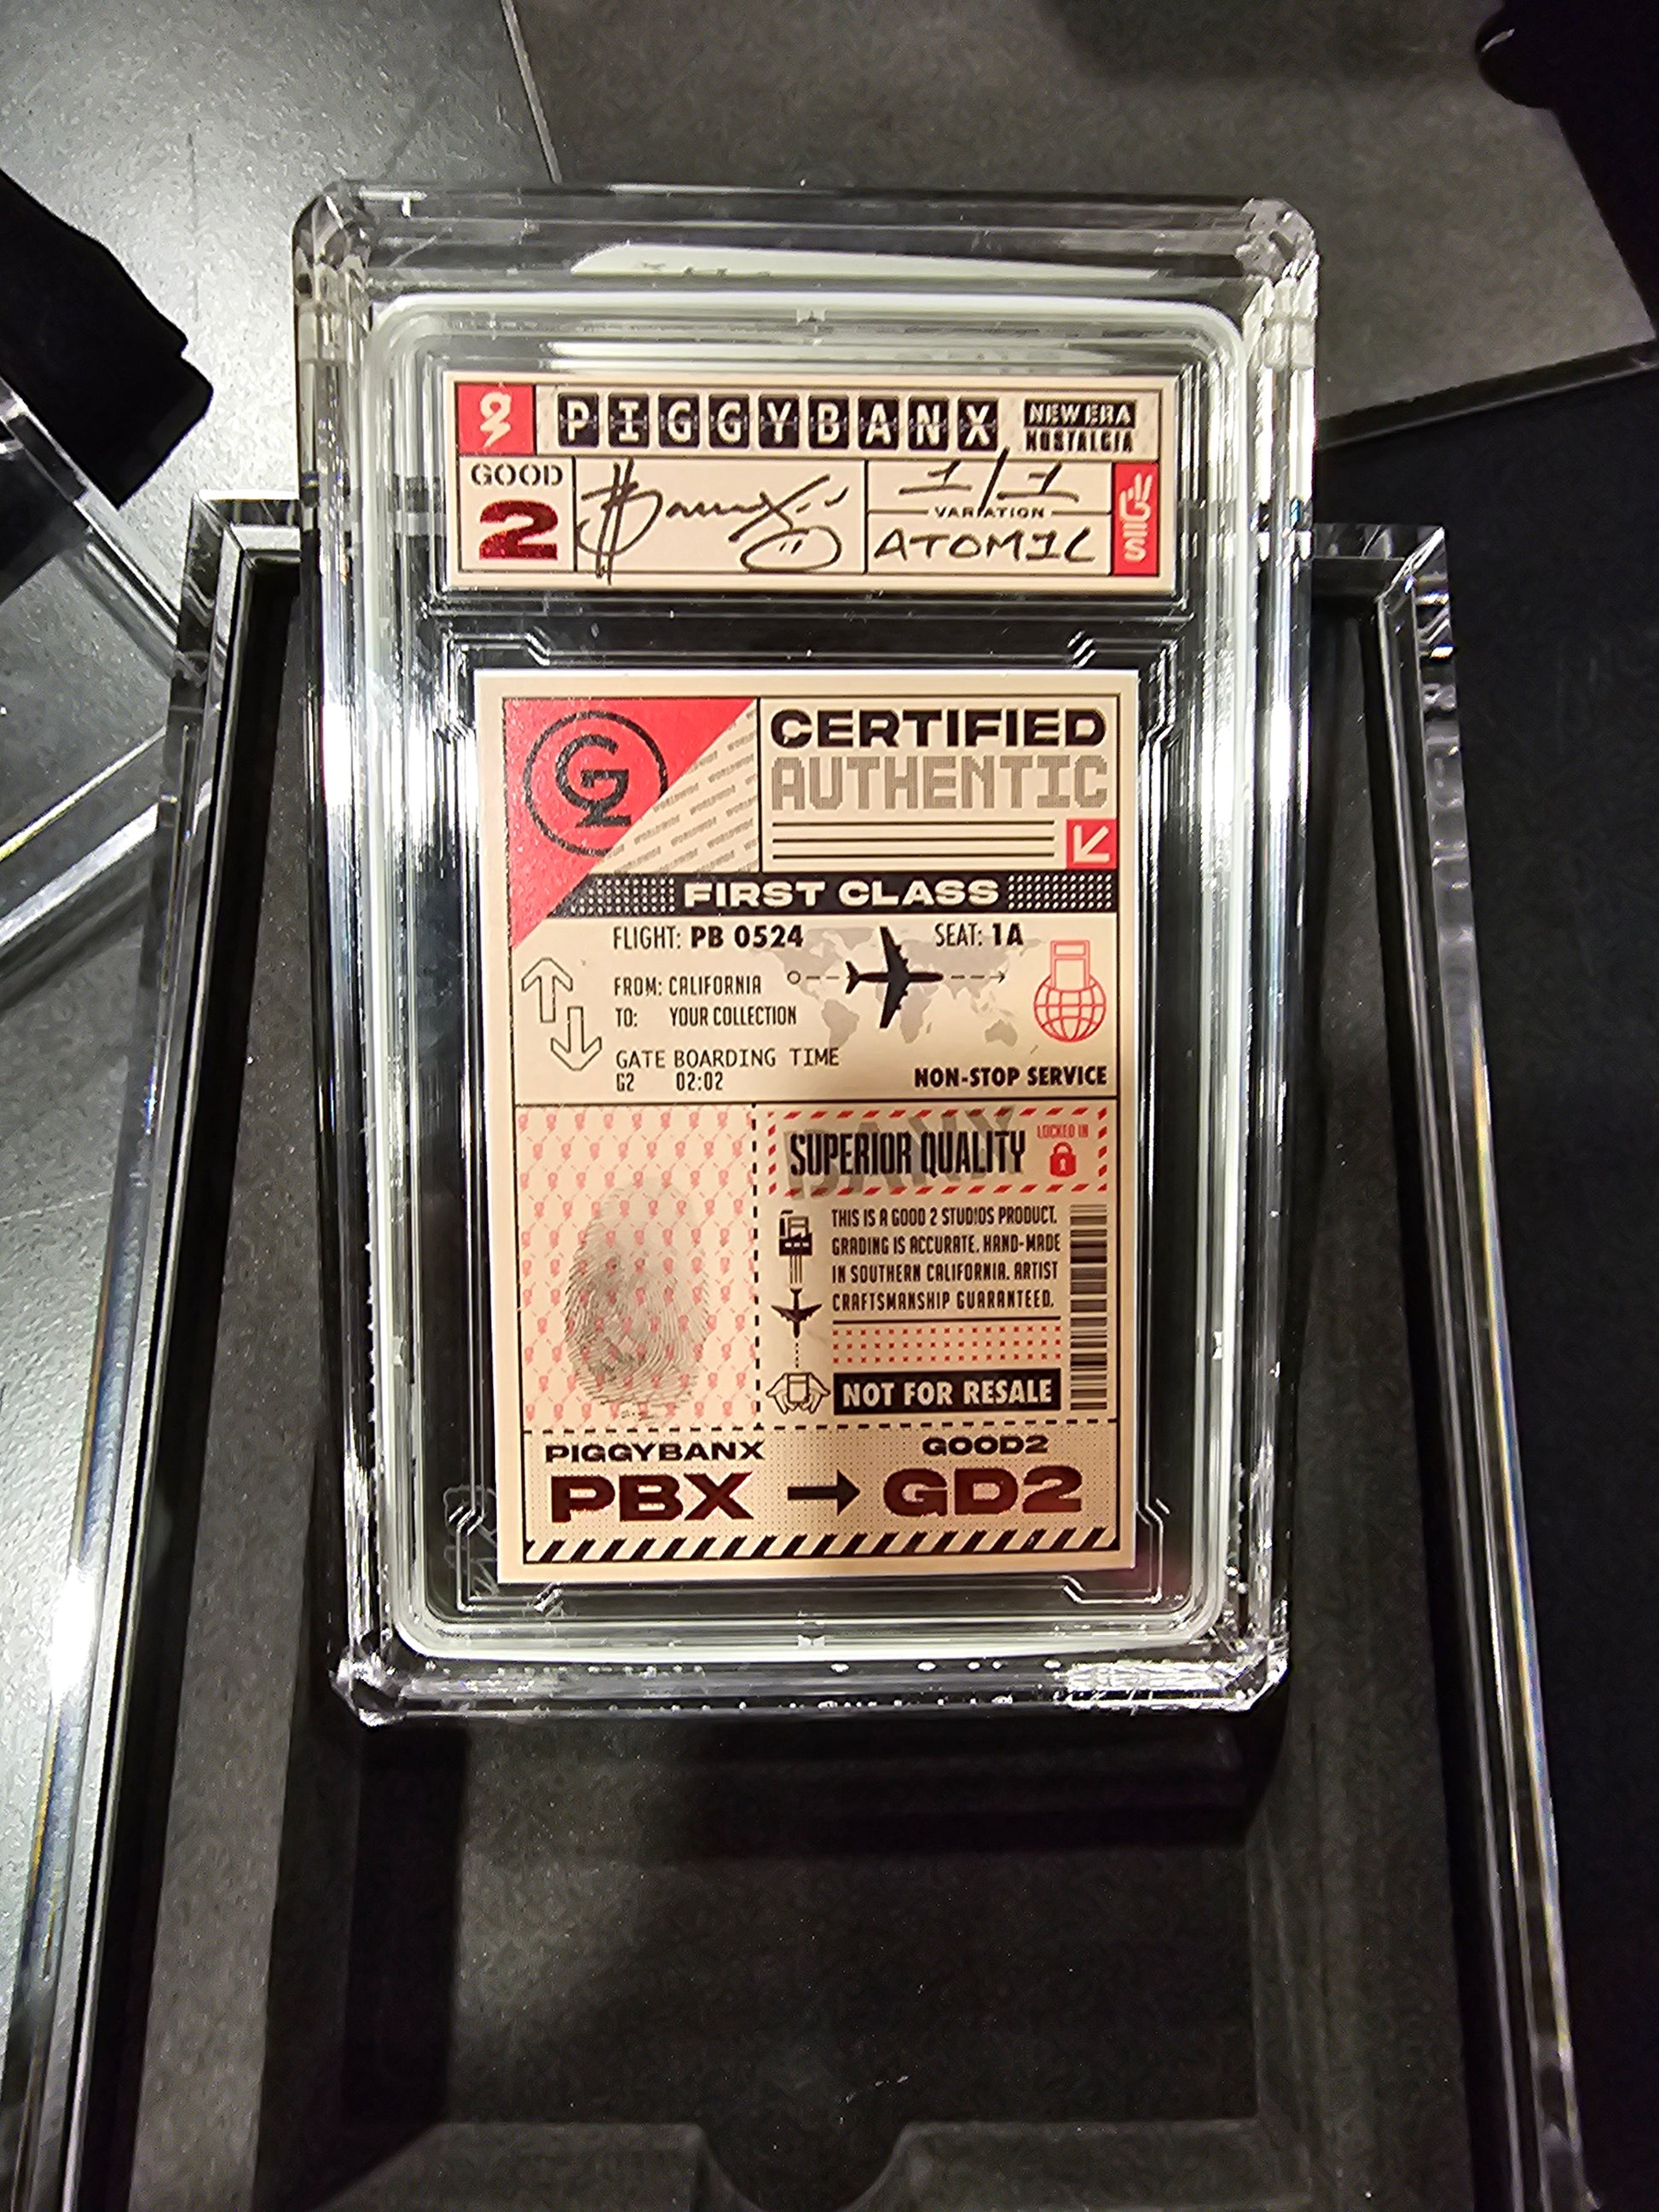 PIGGYBANX
NEW ERA
NOSTALGIA
GOOD
2
1/1
VARIATION
ATOMIC
GES
G2
WORLDWIDE
CERTIFIED
AUTHENTIC
FIRST CLASS
FLIGHT: PB 0524 SEAT: 1A
FROM: CALIFORNIA
TO: YOUR COLLECTION
GATE BOARDING TIME
G2 02:02
NON-STOP SERVICE
SUPERIOR QUALITY
LOCKED IN
THIS IS A GOOD 2 STUDIOS PRODUCT.
GRADING IS ACCURATE. HAND-MADE
IN SOUTHERN CALIFORNIA. ARTIST
CRAFTSMANSHIP GUARANTEED.
NOT FOR RESALE
PIGGYBANX GOOD2
PBX → GD2